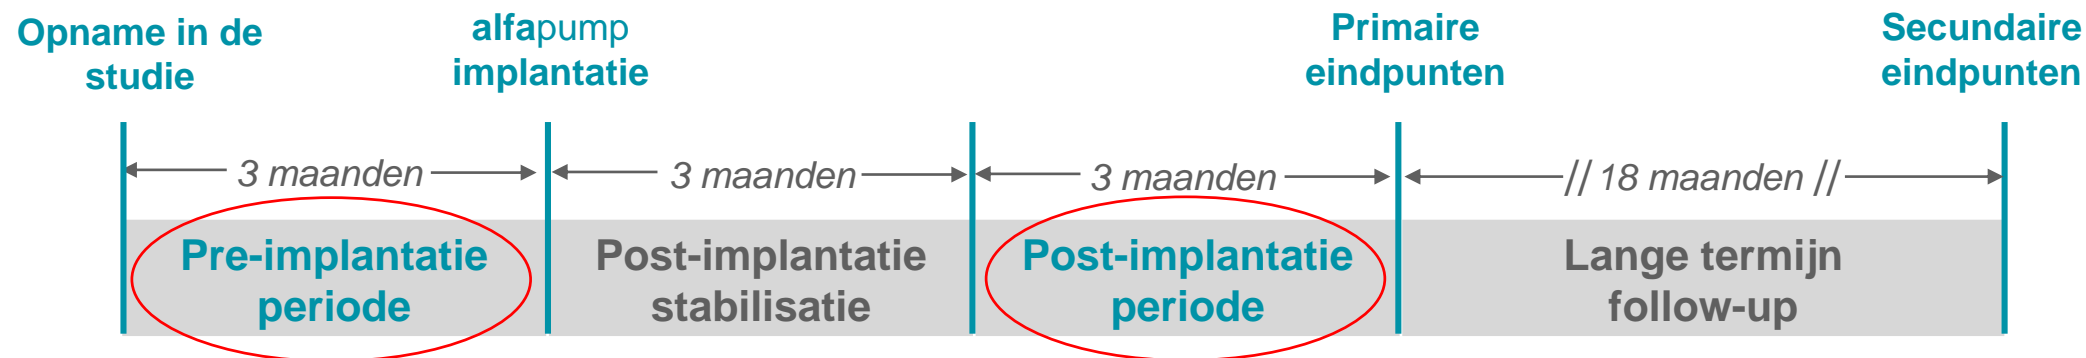 Opname in de
studie
alfapump
implantatie
Primaire
eindpunten
Secundaire
eindpunten
3 maanden
3 maanden
3 maanden
// 18 maanden //
Pre-implantatie
periode
Post-implantatie
stabilisatie
Post-implantatie
periode
Lange termijn
follow-up